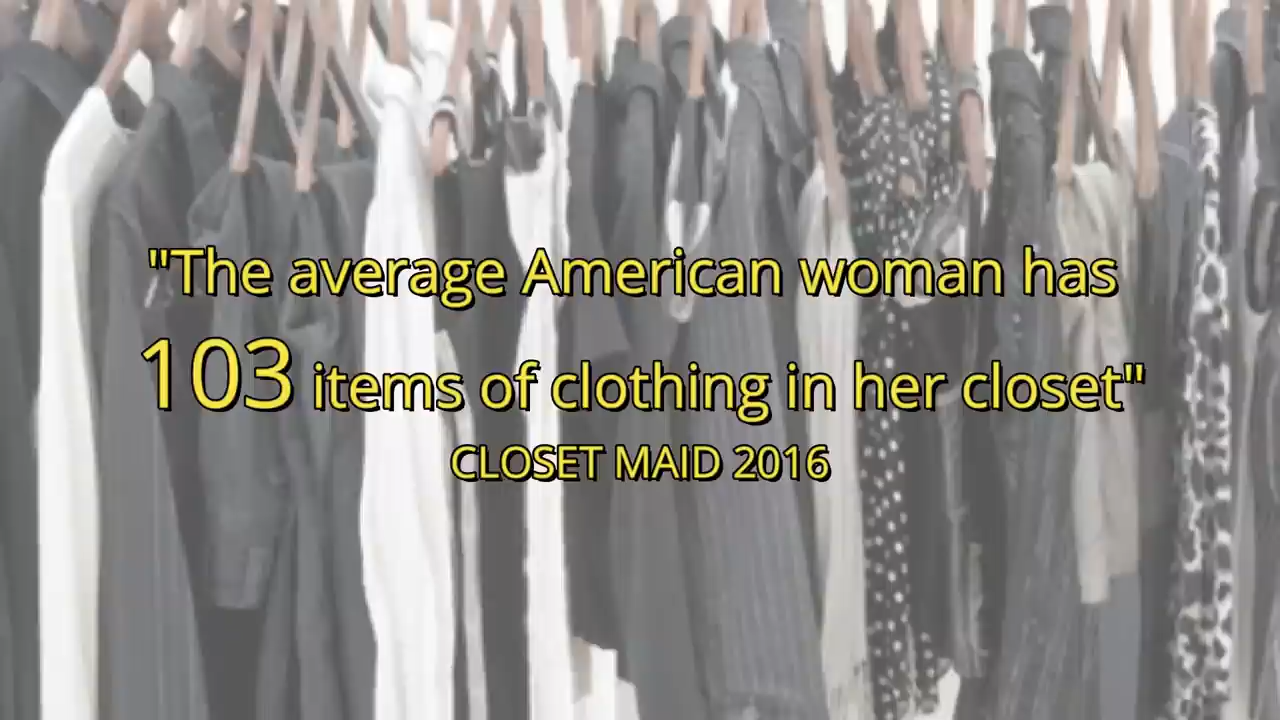 "The average American woman has
103 items of clothing in her closet"
CLOSET MAID 2016